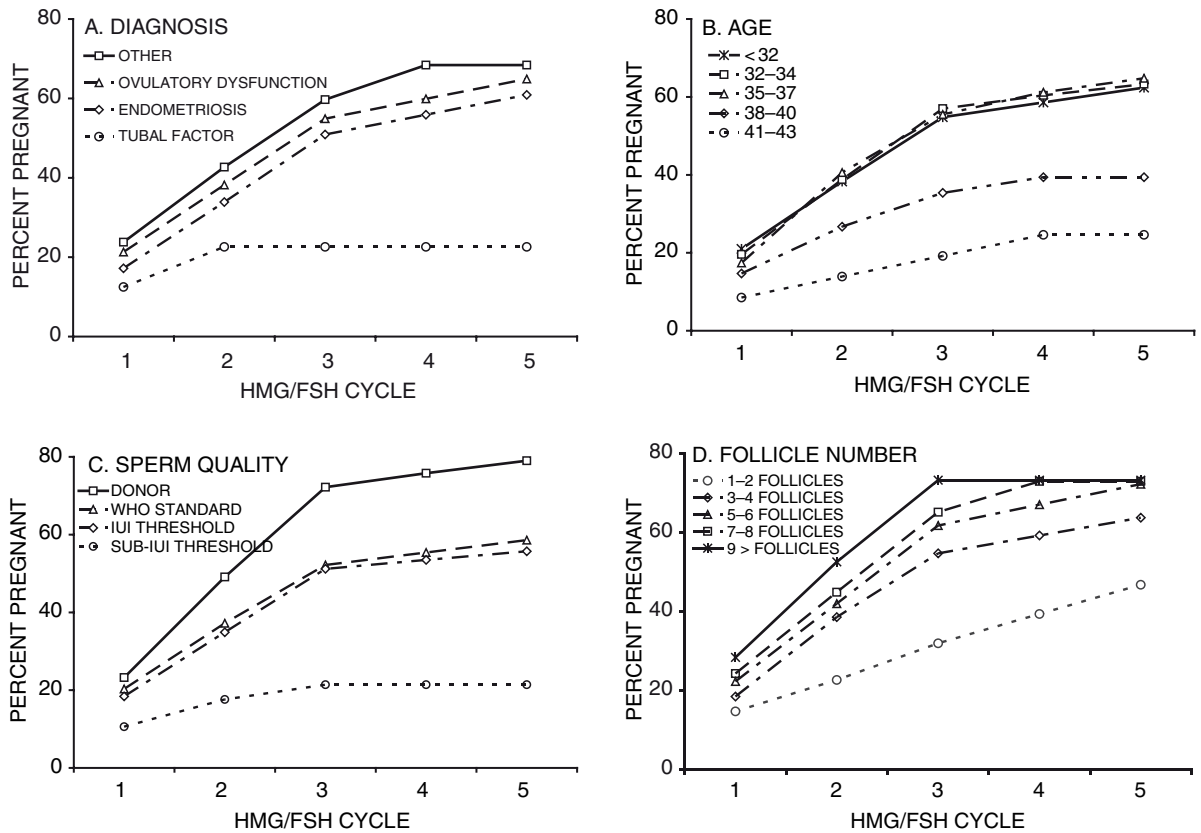 A. DIAGNOSIS
OTHER
OVULATORY DYSFUNCTION
ENDOMETRIOSIS
TUBAL FACTOR
80
60
40
20
0
PERCENT PREGNANT
1 2 3 4 5
HMG/FSH CYCLE
B. AGE
<32
32–34
35–37
38–40
41–43
80
60
40
20
0
PERCENT PREGNANT
1 2 3 4 5
HMG/FSH CYCLE
C. SPERM QUALITY
DONOR
WHO STANDARD
IUI THRESHOLD
SUB-IUI THRESHOLD
80
60
40
20
0
PERCENT PREGNANT
1 2 3 4 5
HMG/FSH CYCLE
D. FOLLICLE NUMBER
1–2 FOLLICLES
3–4 FOLLICLES
5–6 FOLLICLES
7–8 FOLLICLES
9 > FOLLICLES
80
60
40
20
0
PERCENT PREGNANT
1 2 3 4 5
HMG/FSH CYCLE